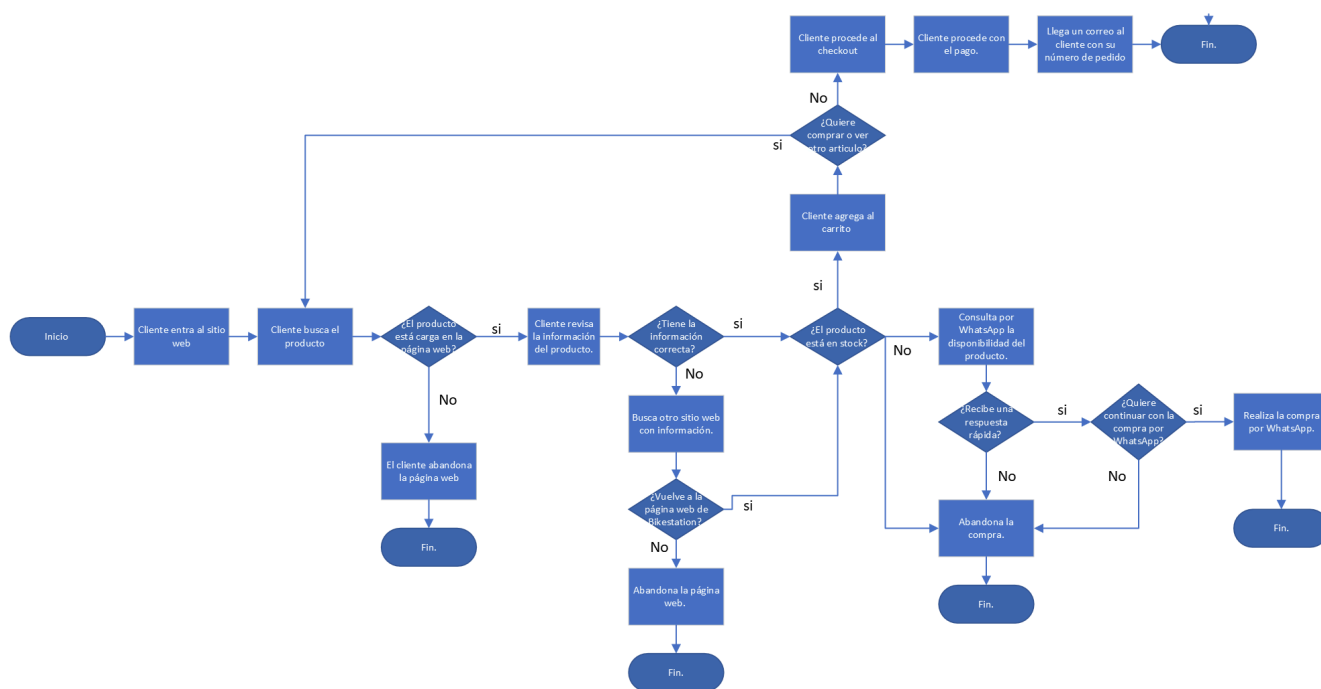 Cliente procede al
checkout
Cliente procede con
el pago.
Llega un correo al
cliente con su
número de pedido
Fin.
No
¿Quiere
comprar o ver
otro articulo?
si
Cliente agrega al
carrito
si
Inicio
Cliente entra al sitio
web
Cliente busca el
producto
¿El producto
está carga en la
página web?
si
Cliente revisa
la información
del producto.
¿Tiene la
información
correcta?
si
¿El producto
está en stock?
No
Consulta por
WhatsApp la
disponibilidad del
producto.
No
El cliente abandona
la página web
Fin.
No
Busca otro sitio web
con información.
¿Vuelve a la
página web de
Bikestation?
si
No
Abandona la página
web.
Fin.
¿Recibe una
respuesta
rápida?
si
¿Quiere
continuar con la
compra por
WhatsApp?
si
Realiza la compra
por WhatsApp.
No
No
Abandona la
compra.
Fin.
Fin.